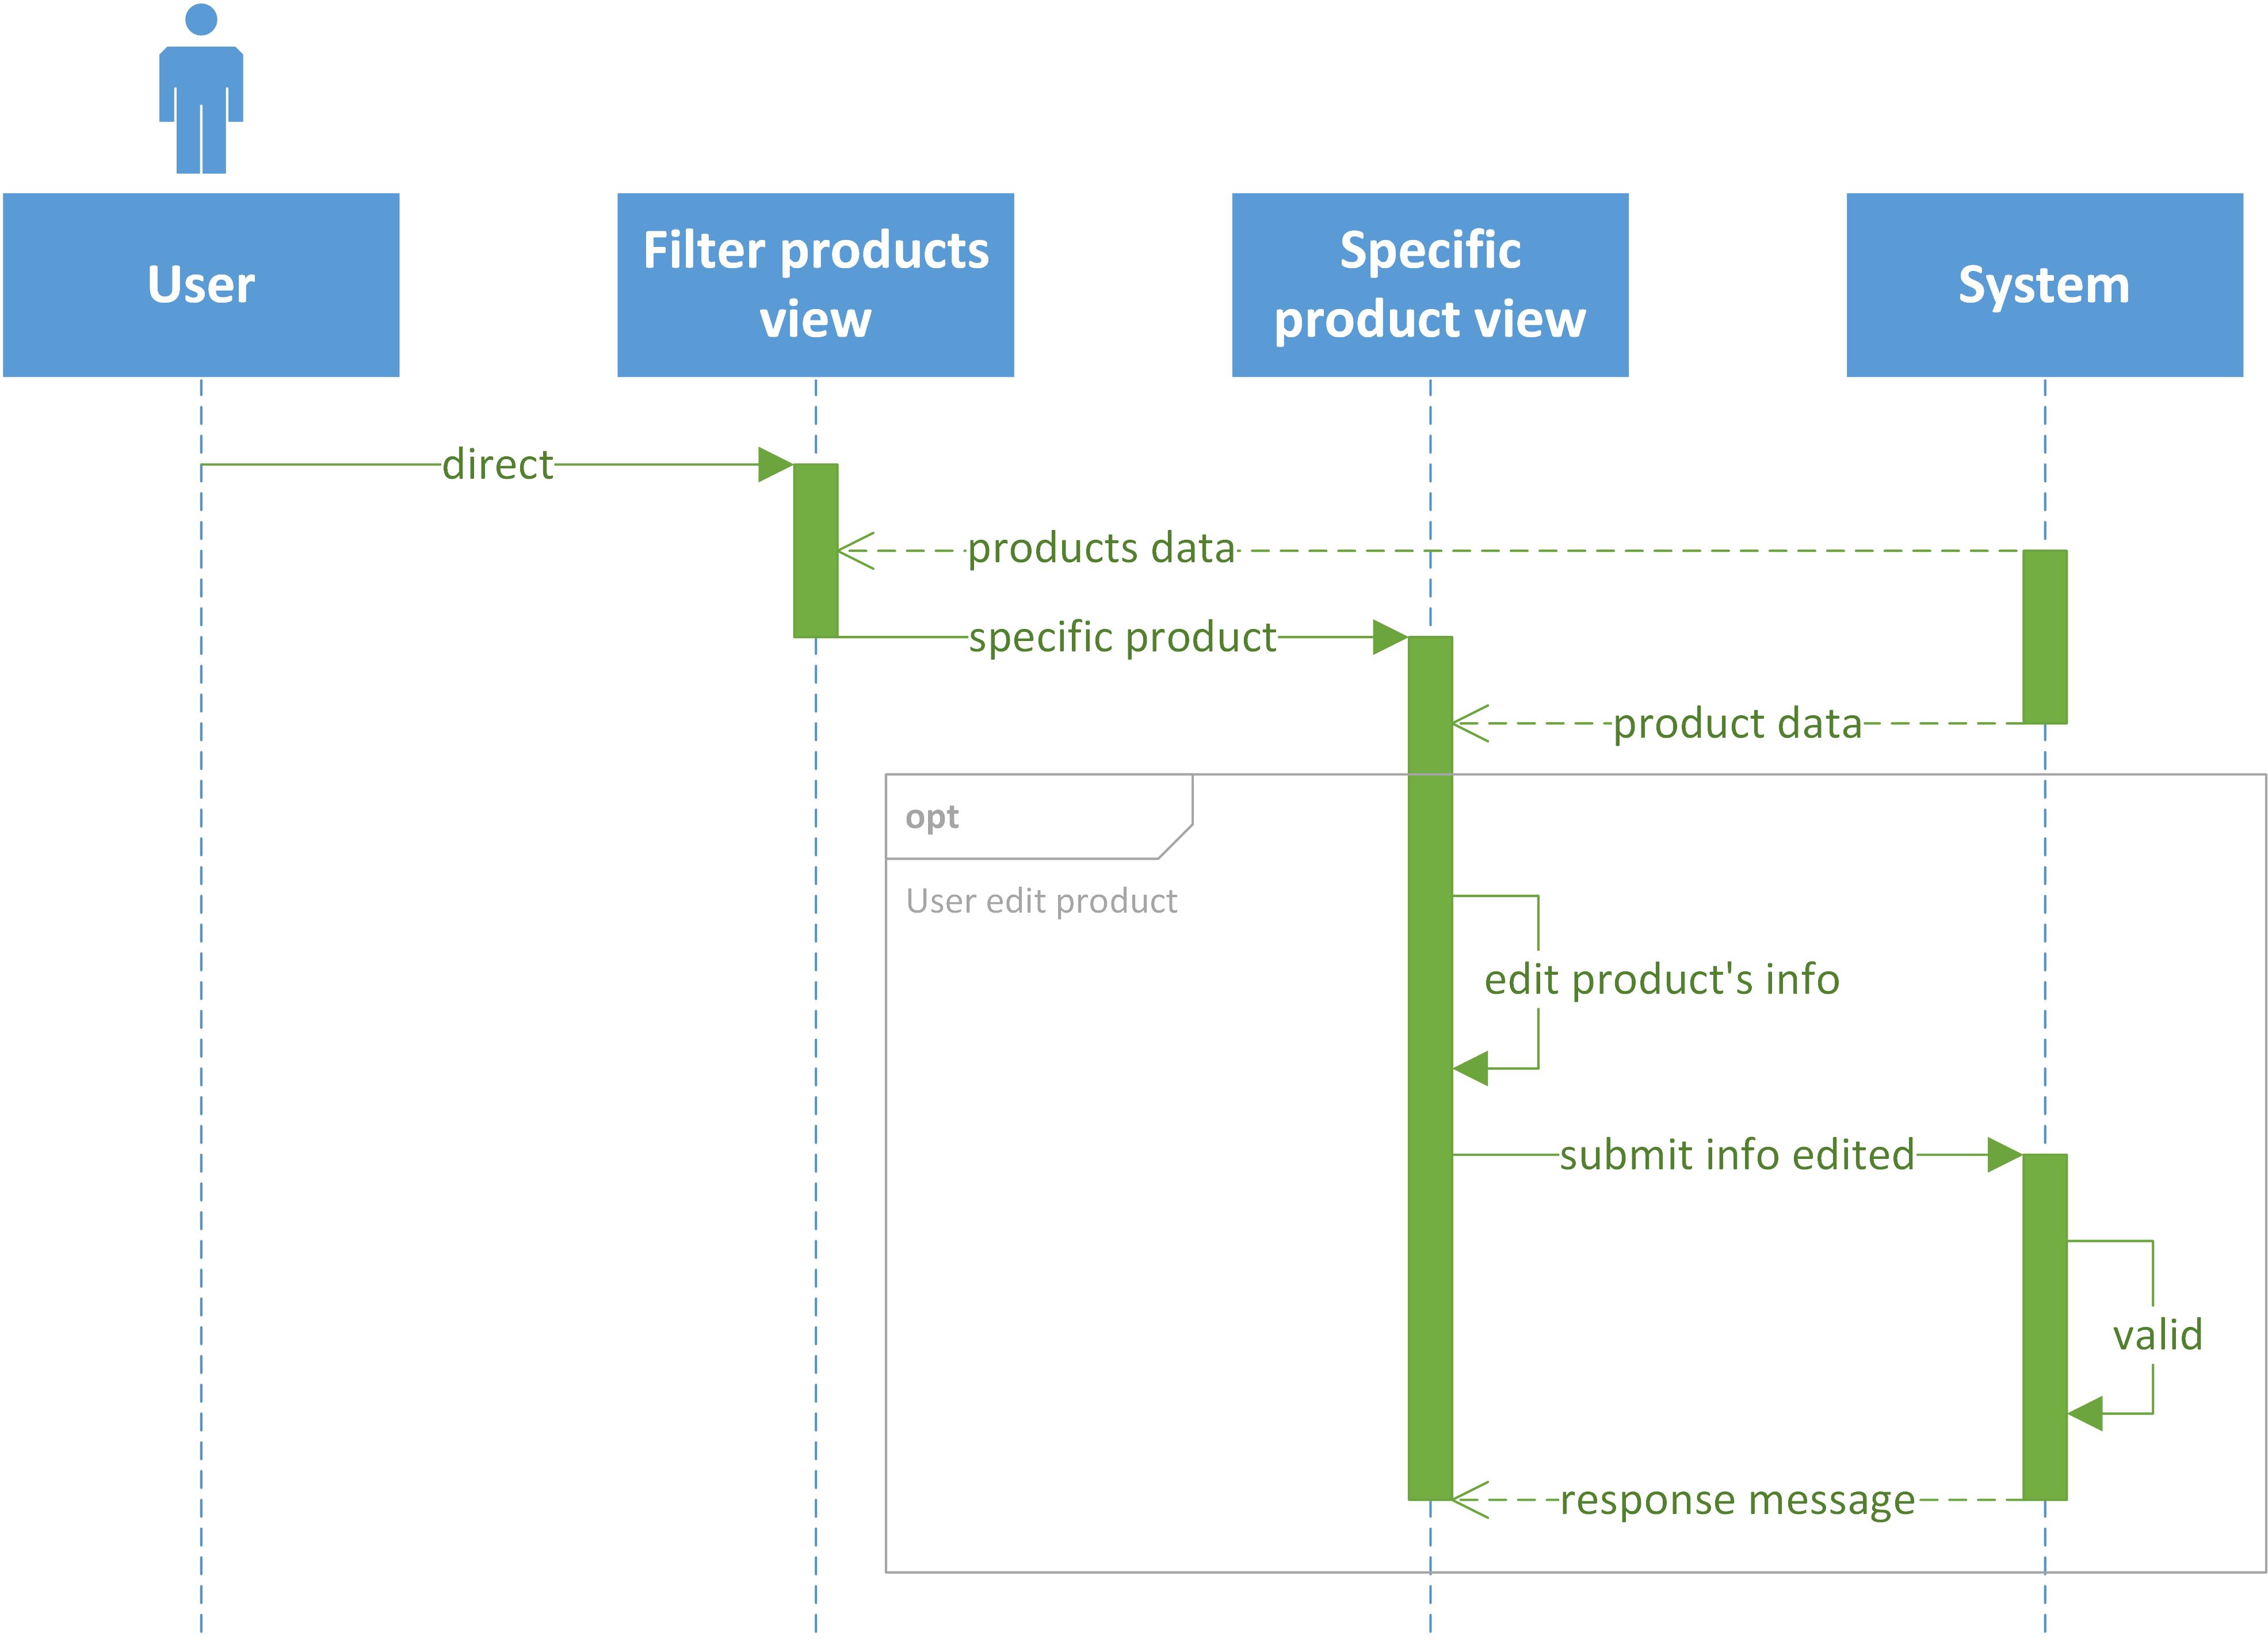 User
Filter products
view
Specific
product view
System
direct
products data
specific product
product data
opt
User edit product
edit product's info
submit info edited
valid
response message